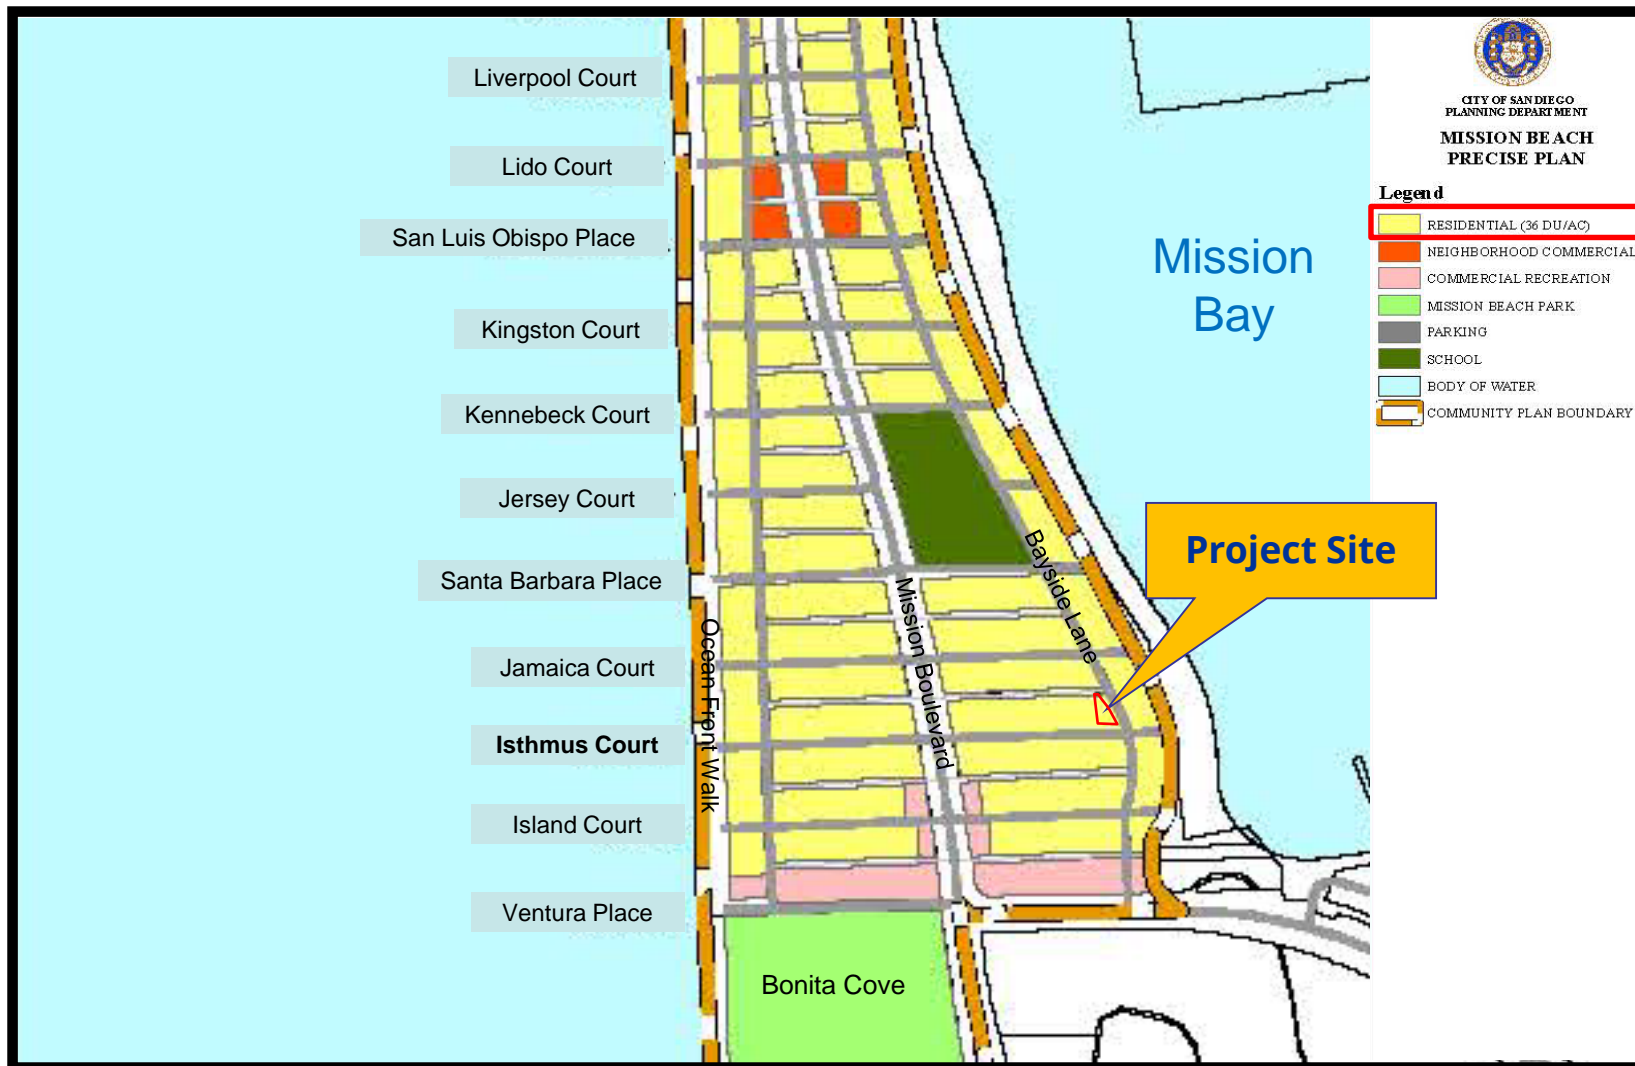 Liverpool Court
Lido Court
San Luis Obispo Place
Kingston Court
Kennebeck Court
Jersey Court
Santa Barbara Place
Jamaica Court
Isthmus Court
Island Court
Ventura Place
Ocean Front Walk
Mission Boulevard
Bayside Lane
Bonita Cove
Mission
Bay
Project Site
CITY OF SAN DIEGO
PLANNING DEPARTMENT
MISSION BEACH
PRECISE PLAN
Legend
RESIDENTIAL (36 DU/AC)
NEIGHBORHOOD COMMERCIAL
COMMERCIAL RECREATION
MISSION BEACH PARK
PARKING
SCHOOL
BODY OF WATER
COMMUNITY PLAN BOUNDARY